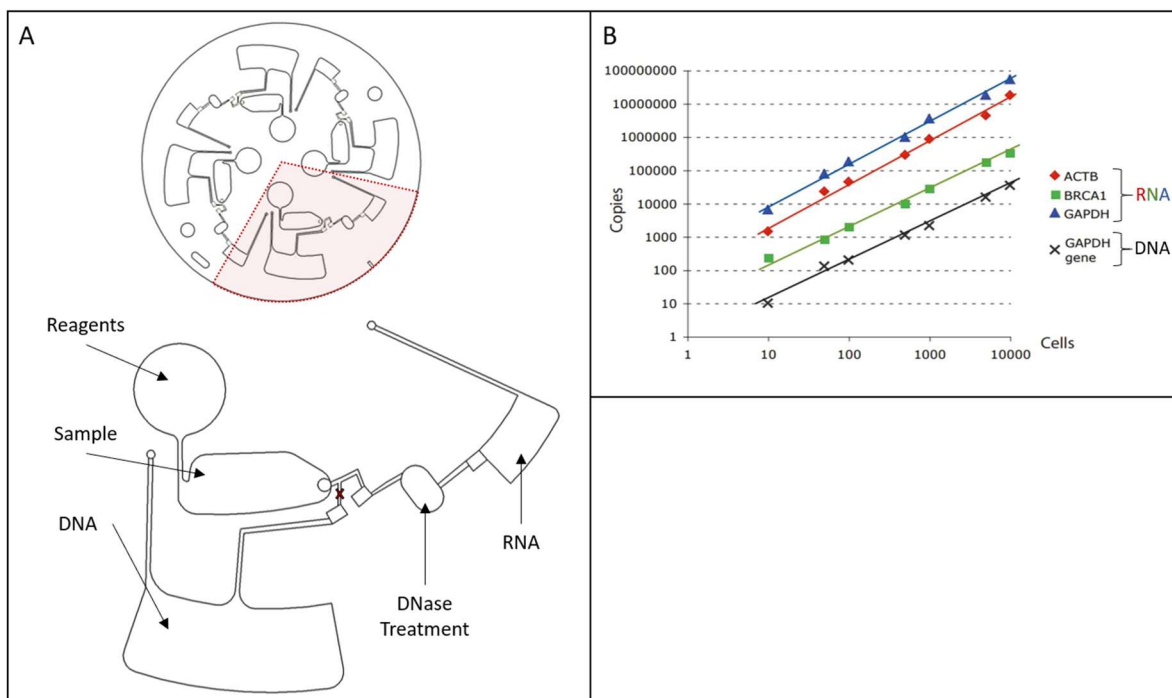 A
Reagents
Sample
DNA
DNase
Treatment
RNA
B
100000000
10000000
1000000
100000
10000
1000
100
10
1
Copies
1
10
100
1000
10000
Cells
ACTB
BRCA1
GAPDH
RNA
GAPDH
gene
DNA